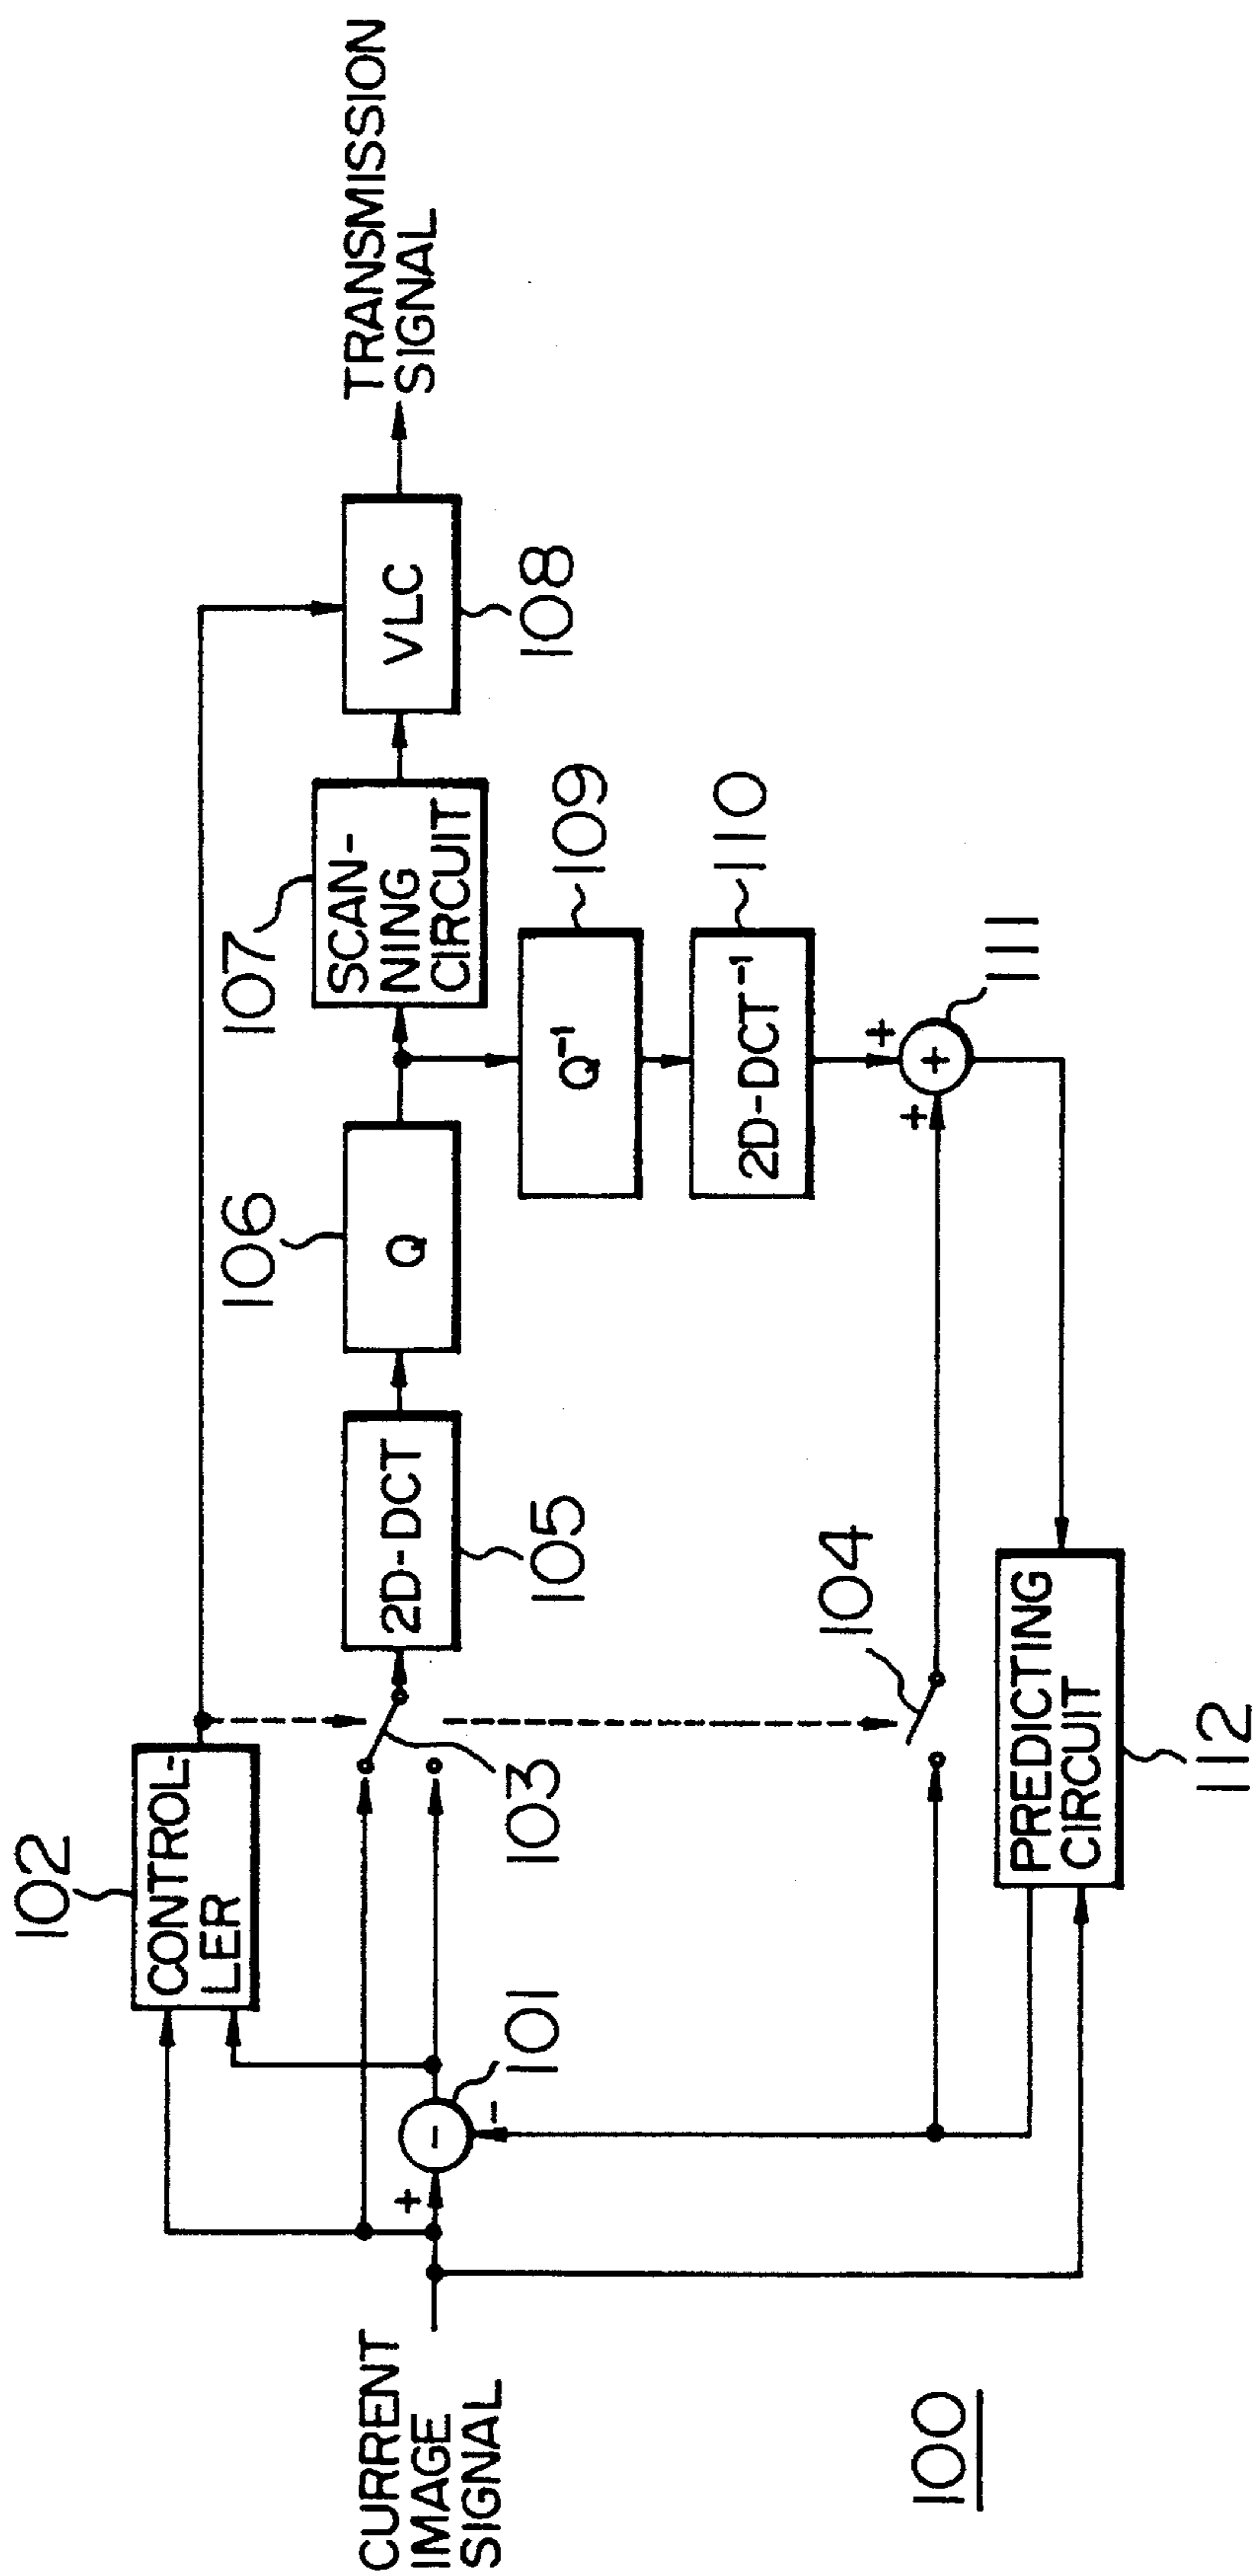 102
CONTROL-
LER
107
106
SCAN-
NING
CIRCUIT
VLC
TRANSMISSION
SIGNAL
CURRENT
IMAGE
SIGNAL
+
-
-
101
103
2D-DCT
105
Q
108
Q⁻¹
109
2D-DCT⁻¹
110
104
+
+
+
111
PREDICTING
CIRCUIT
112
100